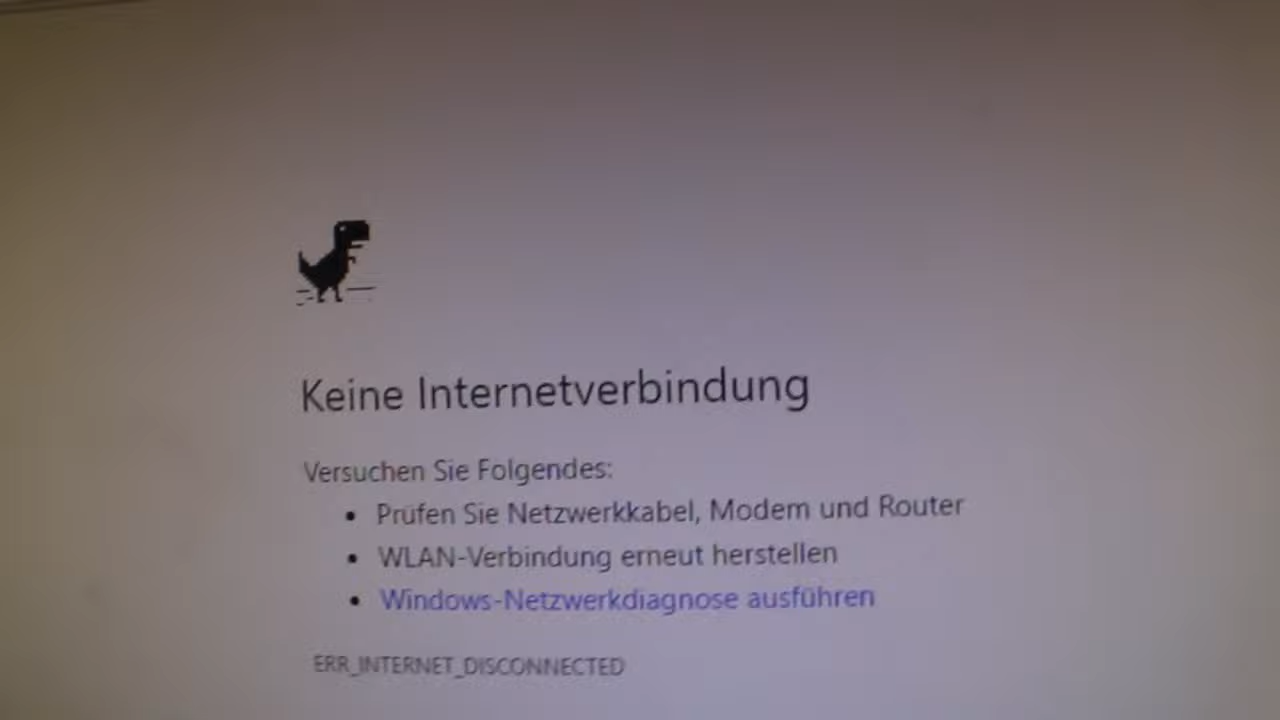 Keine Internetverbindung
Versuchen Sie Folgendes:
• Prüfen Sie Netzwerkkabel, Modem und Router
• WLAN-Verbindung erneut herstellen
• Windows-Netzwerkdiagnose ausführen
ERR_INTERNET_DISCONNECTED